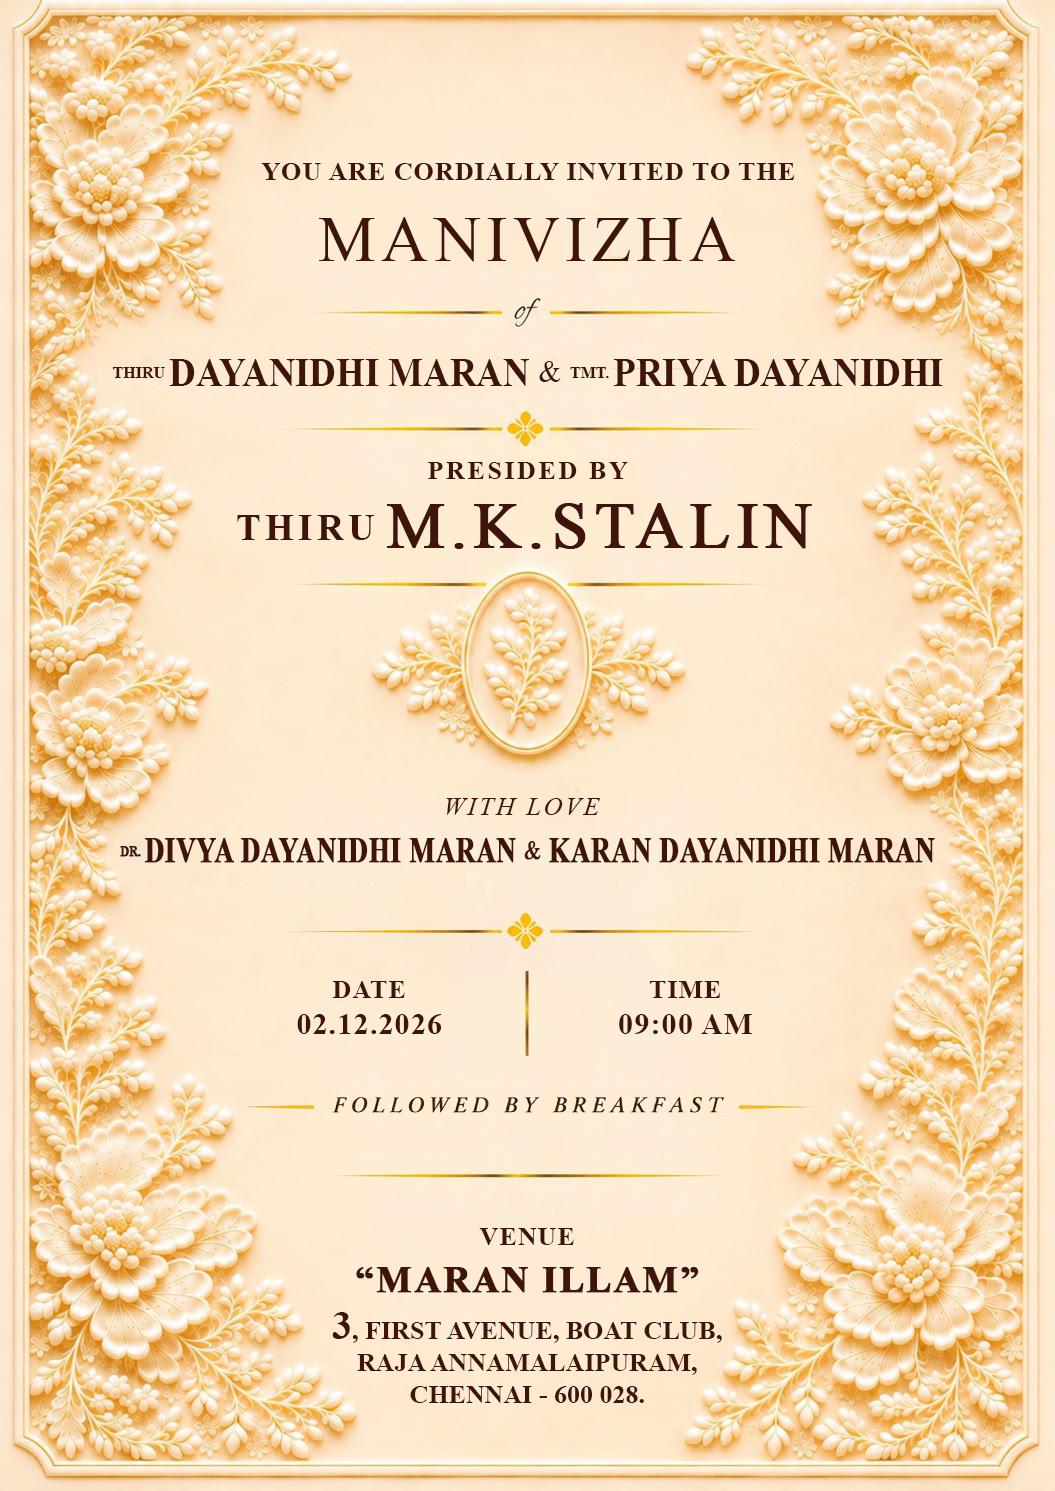 YOU ARE CORDIALLY INVITED TO THE
MANIVIZHA
of
THIRU DAYANIDHI MARAN & TMT. PRIYA DAYANIDHI
PRESIDED BY
THIRU M.K.STALIN
WITH LOVE
DR. DIVYA DAYANIDHI MARAN & KARAN DAYANIDHI MARAN
DATE
02.12.2026
TIME
09:00 AM
FOLLOWED BY BREAKFAST
VENUE
“MARAN ILLAM”
3, FIRST AVENUE, BOAT CLUB,
RAJA ANNAMALAIPURAM,
CHENNAI - 600 028.